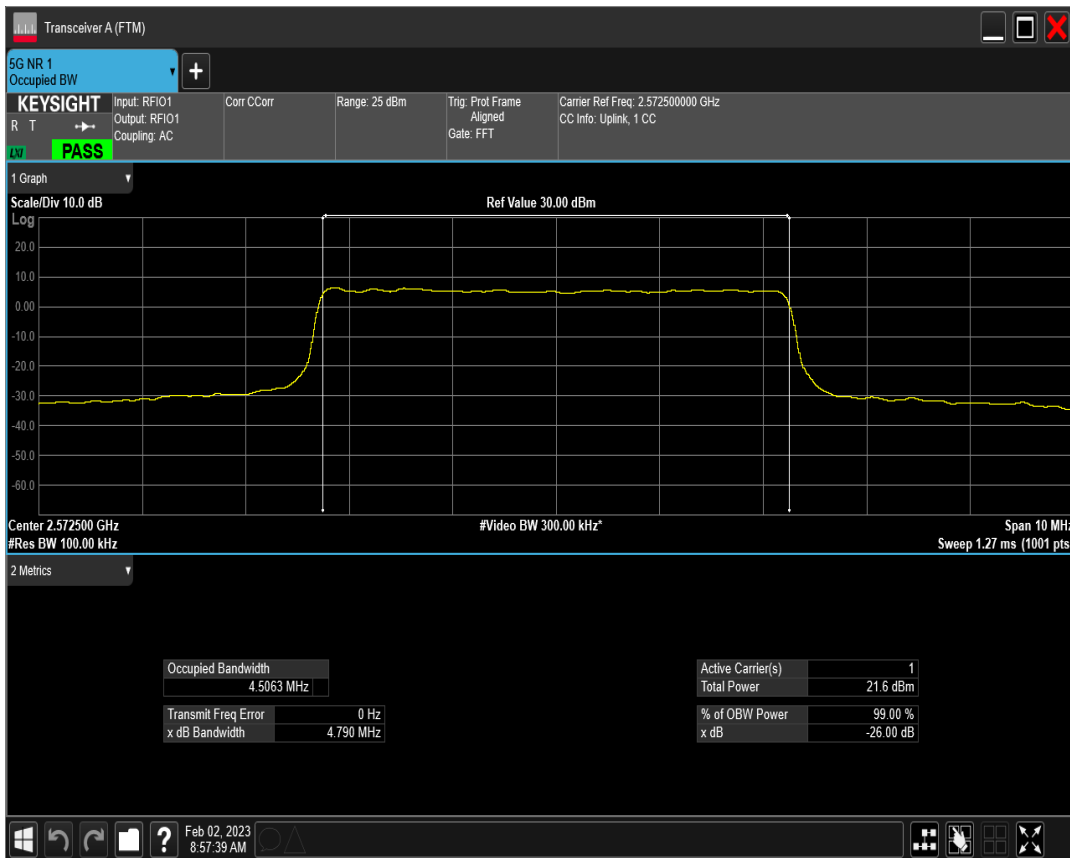 Transceiver A (FTM)
5G NR 1
Occupied BW
+
KEYSIGHT
R T
LXI
PASS
Input: RFIO1
Output: RFIO1
Coupling: AC
Corr CCorr
Range: 25 dBm
Trig: Prot Frame
Aligned
Gate: FFT
Carrier Ref Freq: 2.572500000 GHz
CC Info: Uplink, 1 CC
1 Graph
Scale/Div 10.0 dB
Ref Value 30.00 dBm
Log
20.0
10.0
0.00
-10.0
-20.0
-30.0
-40.0
-50.0
-60.0
Center 2.572500 GHz
#Video BW 300.00 kHz*
Span 10 MHz
#Res BW 100.00 kHz
Sweep 1.27 ms (1001 pts
2 Metrics
Occupied Bandwidth
4.5063 MHz
Transmit Freq Error 0 Hz
x dB Bandwidth 4.790 MHz
Active Carrier(s) 1
Total Power 21.6 dBm
% of OBW Power 99.00 %
x dB -26.00 dB
?
Feb 02, 2023
8:57:39 AM